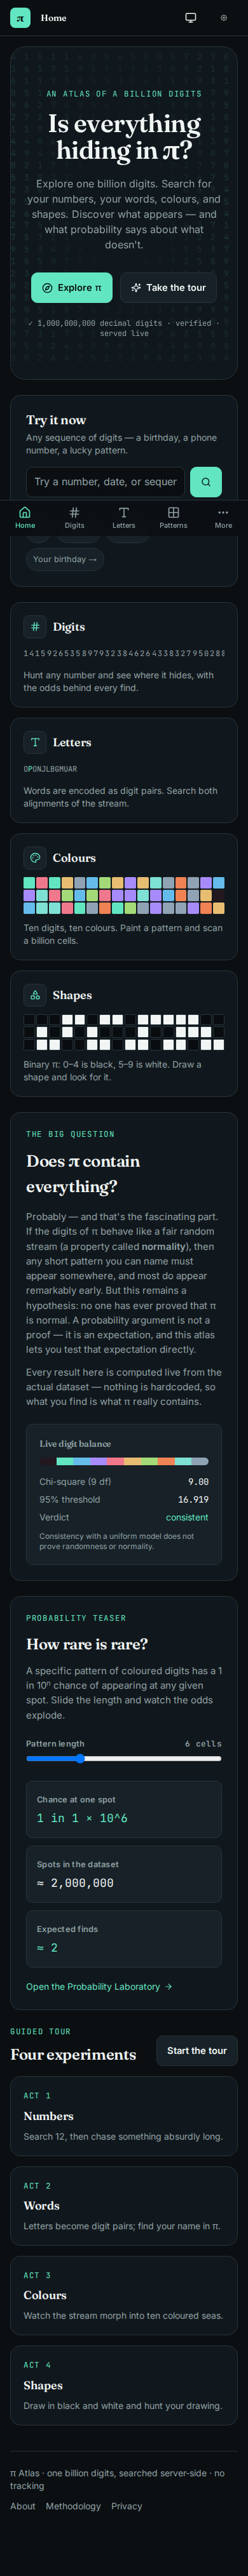 π Home
AN ATLAS OF A BILLION DIGITS
Is everything
hiding in π?
Explore one billion digits. Search for
your numbers, your words, colours, and
shapes. Discover what appears — and
what probability says about what
doesn't.
Explore π
Take the tour
✓ 1,000,000,000 decimal digits · verified ·
served live
Try it now
Any sequence of digits — a birthday, a phone
number, a lucky pattern.
Try a number, date, or sequen
Home
Digits
Letters
Patterns
More
Your birthday →
Digits
14159265358979323846264338327950288
Hunt any number and see where it hides, with
the odds behind every find.
Letters
OPONJLBGMUAR
Words are encoded as digit pairs. Search both
alignments of the stream.
Colours
Ten digits, ten colours. Paint a pattern and scan
a billion cells.
Shapes
Binary π: 0–4 is black, 5–9 is white. Draw a
shape and look for it.
THE BIG QUESTION
Does π contain
everything?
Probably — and that's the fascinating part.
If the digits of π behave like a fair random
stream (a property called normality), then
any short pattern you can name must
appear somewhere, and most do appear
remarkably early. But this remains a
hypothesis: no one has ever proved that π
is normal. A probability argument is not a
proof — it is an expectation, and this atlas
lets you test that expectation directly.
Every result here is computed live from the
actual dataset — nothing is hardcoded, so
what you find is what π really contains.
Live digit balance
Chi-square (9 df) 9.00
95% threshold 16.919
Verdict consistent
Consistency with a uniform model does not
prove randomness or normality.
PROBABILITY TEASER
How rare is rare?
A specific pattern of coloured digits has a 1
in 10ⁿ chance of appearing at any given
spot. Slide the length and watch the odds
explode.
Pattern length 6 cells
Chance at one spot
1 in 1 × 10^6
Spots in the dataset
≈ 2,000,000
Expected finds
≈ 2
Open the Probability Laboratory →
GUIDED TOUR
Four experiments
Start the tour
ACT 1
Numbers
Search 12, then chase something absurdly long.
ACT 2
Words
Letters become digit pairs; find your name in π.
ACT 3
Colours
Watch the stream morph into ten coloured seas.
ACT 4
Shapes
Draw in black and white and hunt your drawing.
π Atlas · one billion digits, searched server-side · no
tracking
About Methodology Privacy